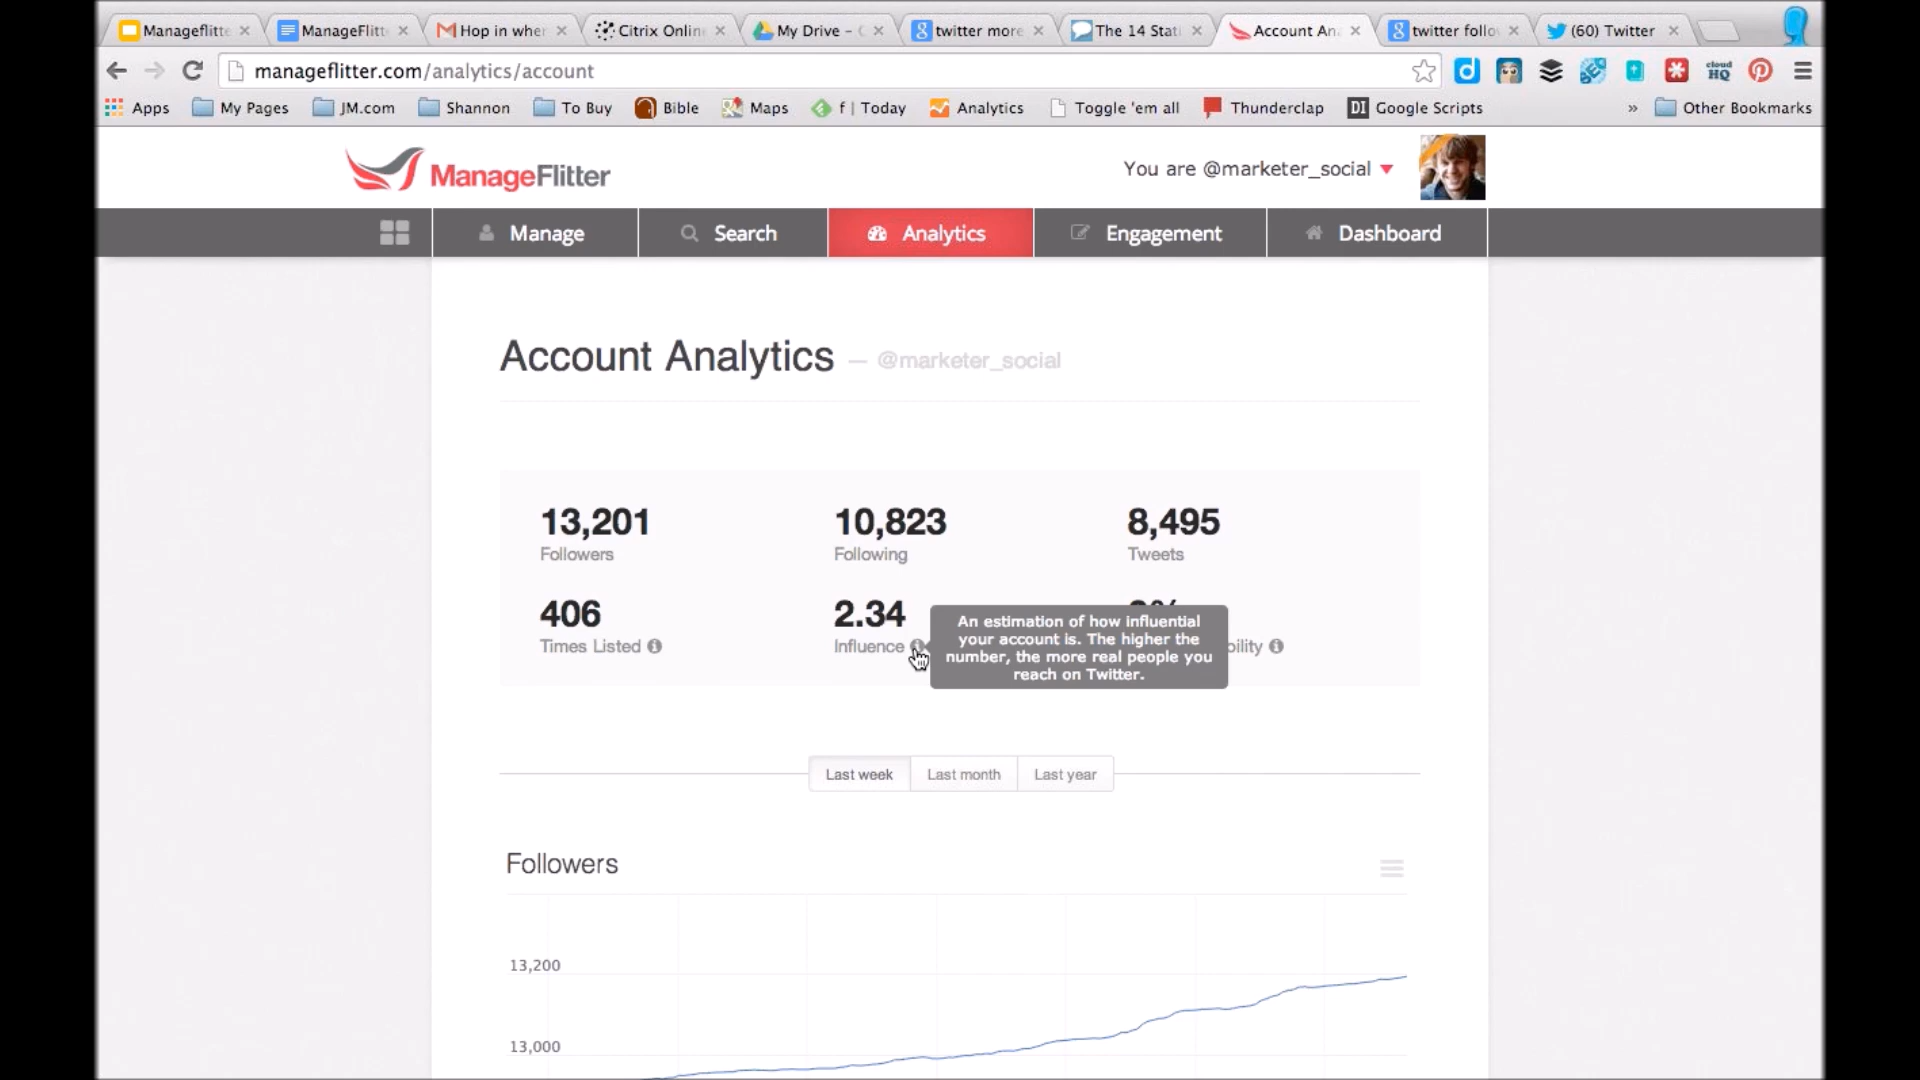 Manageflitte
ManageFlitt
Hop in wher
Citrix Onlin
My Drive – 
twitter more
The 14 Stat
Account An
twitter follo
(60) Twitter
manageflitter.com/analytics/account
Apps
My Pages
JM.com
Shannon
To Buy
Bible
Maps
f | Today
Analytics
Toggle 'em all
Thunderclap
DI Google Scripts
»
Other Bookmarks
cloud HQ
ManageFlitter
You are @marketer_social
Manage
Search
Analytics
Engagement
Dashboard
Account Analytics — @marketer_social
13,201
Followers
10,823
Following
8,495
Tweets
406
Times Listed
2.34
Influence
An estimation of how influential
your account is. The higher the
number, the more real people you
reach on Twitter.
bility
Last week
Last month
Last year
Followers
13,200
13,000